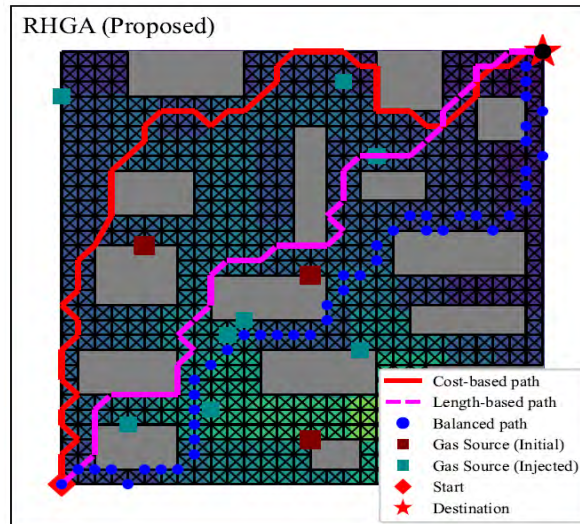 RHGA (Proposed)
Cost-based path
Length-based path
Balanced path
Gas Source (Initial)
Gas Source (Injected)
Start
Destination